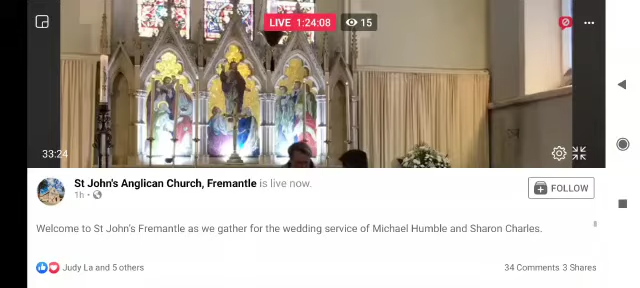 LIVE 1:24:08 15
33:24
St John's Anglican Church, Fremantle is live now.
1h
FOLLOW
Welcome to St John's Fremantle as we gather for the wedding service of Michael Humble and Sharon Charles.
Judy La and 5 others
34 Comments 3 Shares